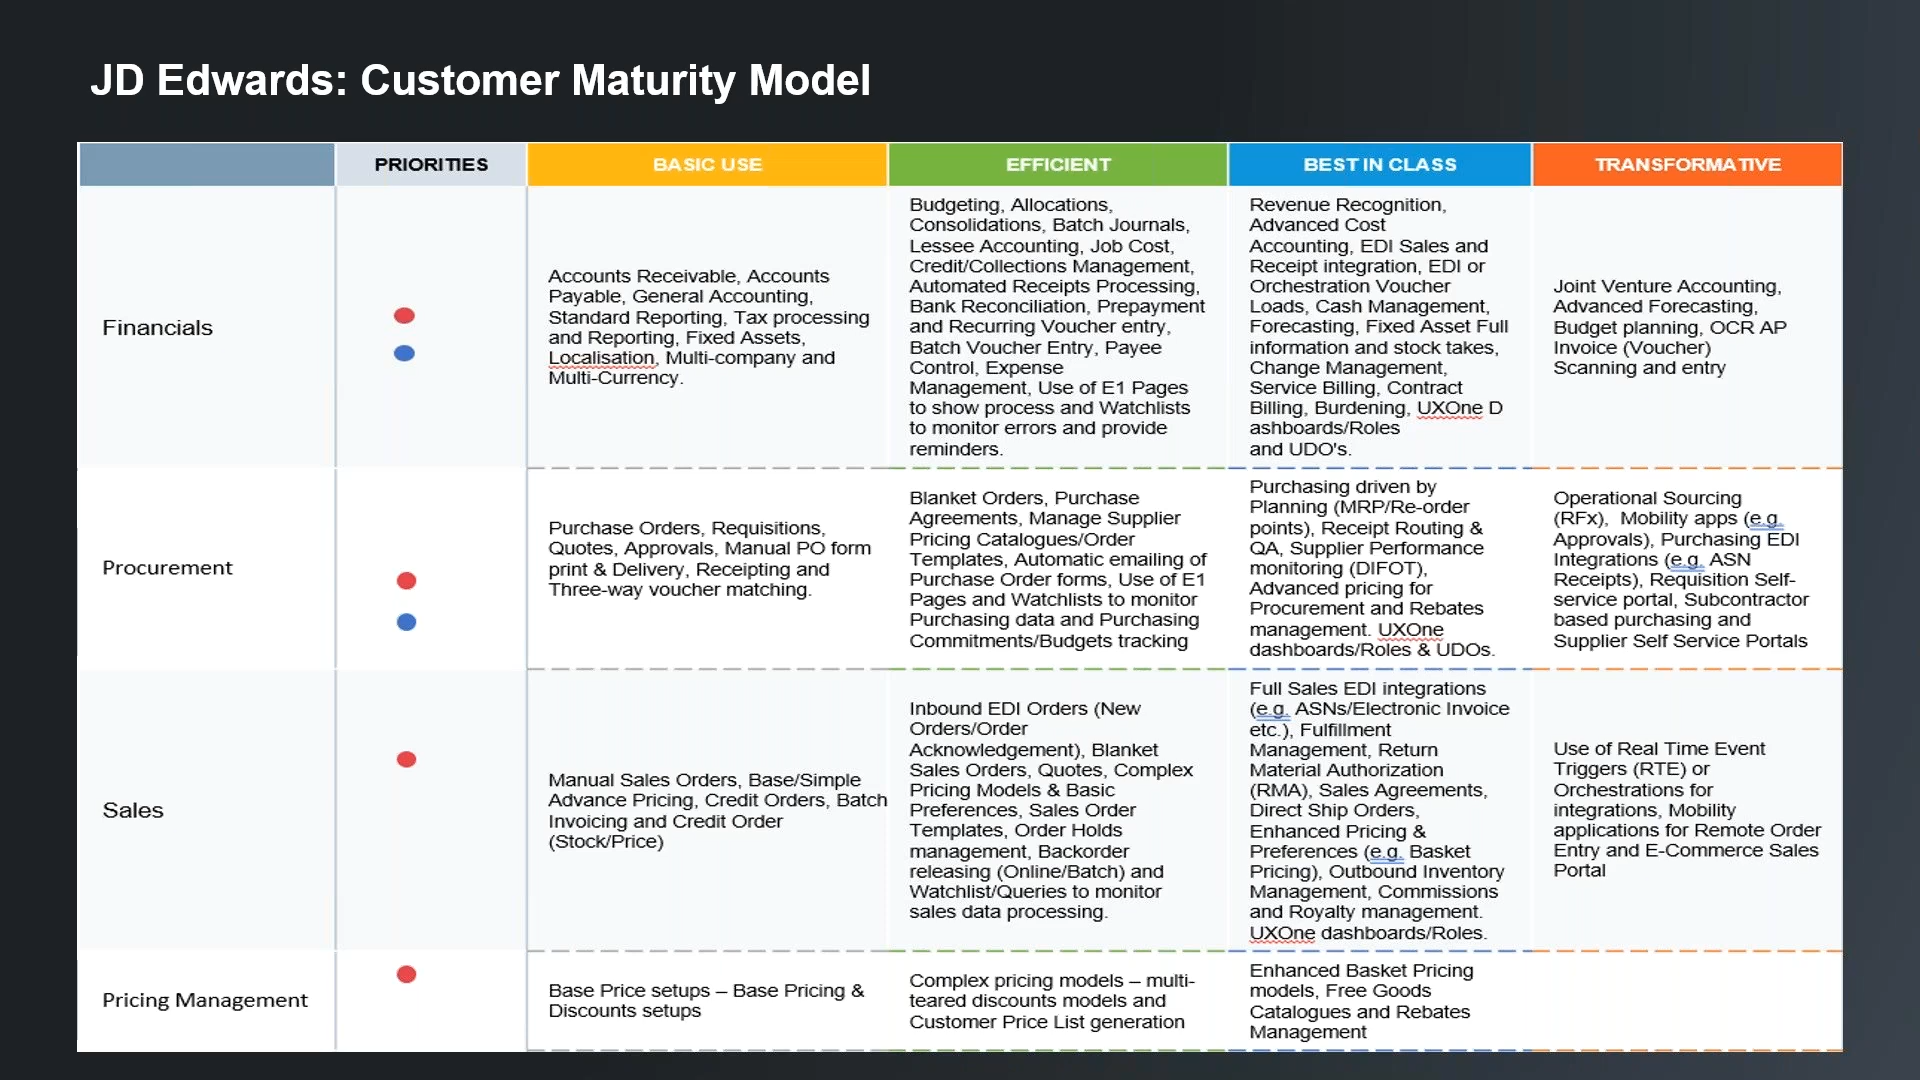 JD Edwards: Customer Maturity Model
PRIORITIES
BASIC USE
EFFICIENT
BEST IN CLASS
TRANSFORMATIVE
Financials
Accounts Receivable, Accounts
Payable, General Accounting,
Standard Reporting, Tax processing
and Reporting, Fixed Assets,
Localisation, Multi-company and
Multi-Currency.
Budgeting, Allocations,
Consolidations, Batch Journals,
Lessee Accounting, Job Cost,
Credit/Collections Management,
Automated Receipts Processing,
Bank Reconciliation, Prepayment
and Recurring Voucher entry,
Batch Voucher Entry, Payee
Control, Expense
Management, Use of E1 Pages
to show process and Watchlists
to monitor errors and provide
reminders.
Revenue Recognition,
Advanced Cost
Accounting, EDI Sales and
Receipt integration, EDI or
Orchestration Voucher
Loads, Cash Management,
Forecasting, Fixed Asset Full
information and stock takes,
Change Management,
Service Billing, Contract
Billing, Burdening, UXOne D
ashboards/Roles
and UDO's.
Joint Venture Accounting,
Advanced Forecasting,
Budget planning, OCR AP
Invoice (Voucher)
Scanning and entry
Procurement
Purchase Orders, Requisitions,
Quotes, Approvals, Manual PO form
print & Delivery, Receipting and
Three-way voucher matching.
Blanket Orders, Purchase
Agreements, Manage Supplier
Pricing Catalogues/Order
Templates, Automatic emailing of
Purchase Order forms, Use of E1
Pages and Watchlists to monitor
Purchasing data and Purchasing
Commitments/Budgets tracking
Purchasing driven by
Planning (MRP/Re-order
points), Receipt Routing &
QA, Supplier Performance
monitoring (DIFOT),
Advanced pricing for
Procurement and Rebates
management. UXOne
dashboards/Roles & UDOs.
Operational Sourcing
(RFx), Mobility apps (e.g.
Approvals), Purchasing EDI
Integrations (e.g. ASN
Receipts), Requisition Self-
service portal, Subcontractor
based purchasing and
Supplier Self Service Portals
Sales
Manual Sales Orders, Base/Simple
Advance Pricing, Credit Orders, Batch
Invoicing and Credit Order
(Stock/Price)
Inbound EDI Orders (New
Orders/Order
Acknowledgement), Blanket
Sales Orders, Quotes, Complex
Pricing Models & Basic
Preferences, Sales Order
Templates, Order Holds
management, Backorder
releasing (Online/Batch) and
Watchlist/Queries to monitor
sales data processing.
Full Sales EDI integrations
(e.g. ASNs/Electronic Invoice
etc.), Fulfillment
Management, Return
Material Authorization
(RMA), Sales Agreements,
Direct Ship Orders,
Enhanced Pricing &
Preferences (e.g. Basket
Pricing), Outbound Inventory
Management, Commissions
and Royalty management.
UXOne dashboards/Roles.
Use of Real Time Event
Triggers (RTE) or
Orchestrations for
integrations, Mobility
applications for Remote Order
Entry and E-Commerce Sales
Portal
Pricing Management
Base Price setups – Base Pricing &
Discounts setups
Complex pricing models – multi-
teared discounts models and
Customer Price List generation
Enhanced Basket Pricing
models, Free Goods
Catalogues and Rebates
Management